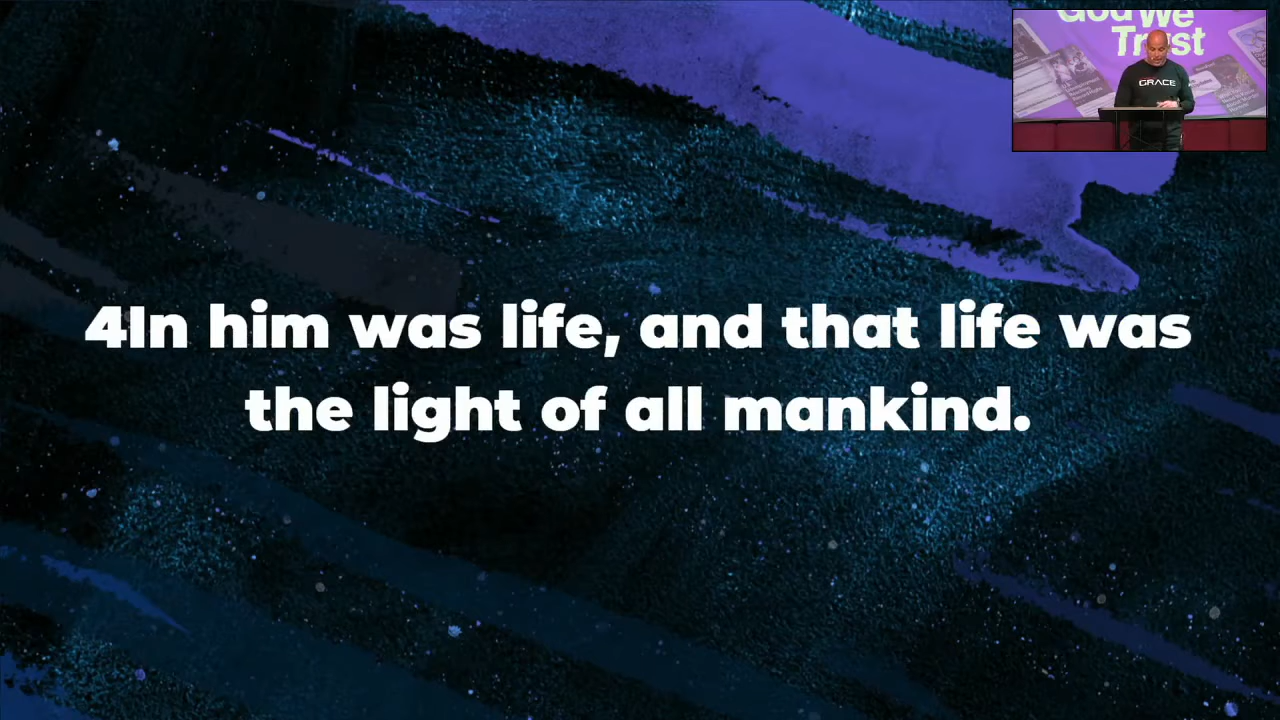 God We
Trust
GRACE
4In him was life, and that life was
the light of all mankind.